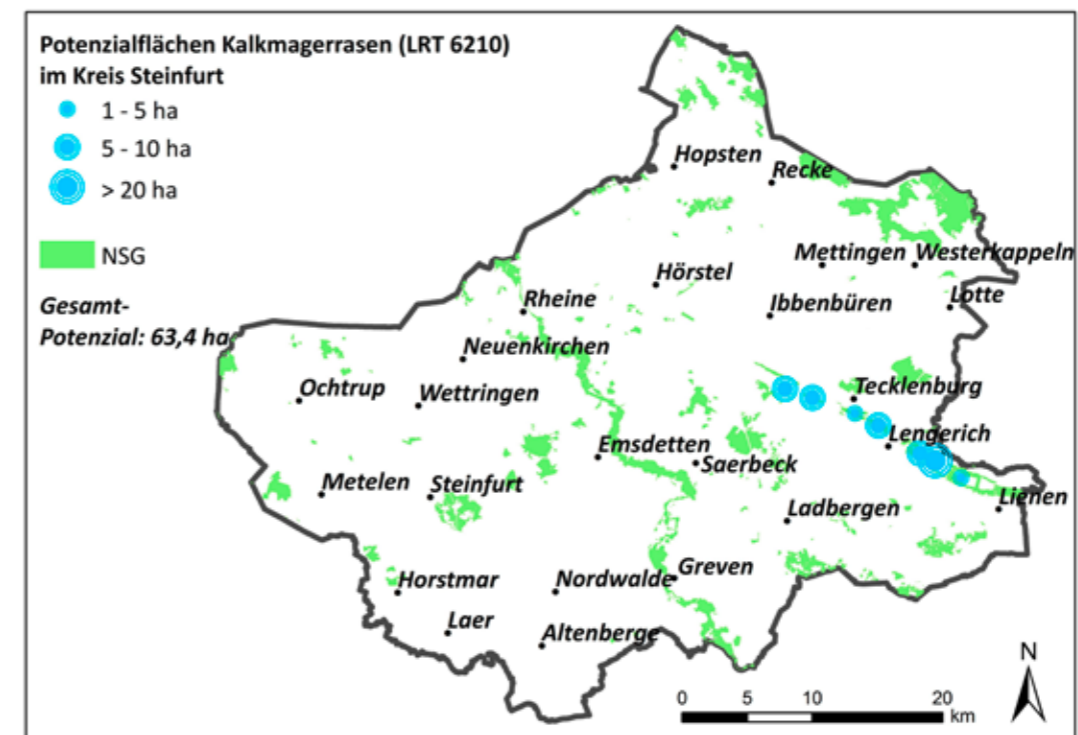 Potenzialflächen Kalkmagerrasen (LRT 6210)
im Kreis Steinfurt
1 - 5 ha
5 - 10 ha
> 20 ha
NSG
Gesamt-
Potenzial: 63,4 ha
Hopsten
Recke
Mettingen
Westerkappeln
Hörstel
Rheine
Ibbenbüren
Lotte
Neuenkirchen
Ochtrup
Wettringen
Tecklenburg
Lengerich
Emsdetten
Saerbeck
Metelen
Steinfurt
Lienen
Ladbergen
Horstmar
Nordwalde
Greven
Laer
Altenberge
N
0 5 10 20
km